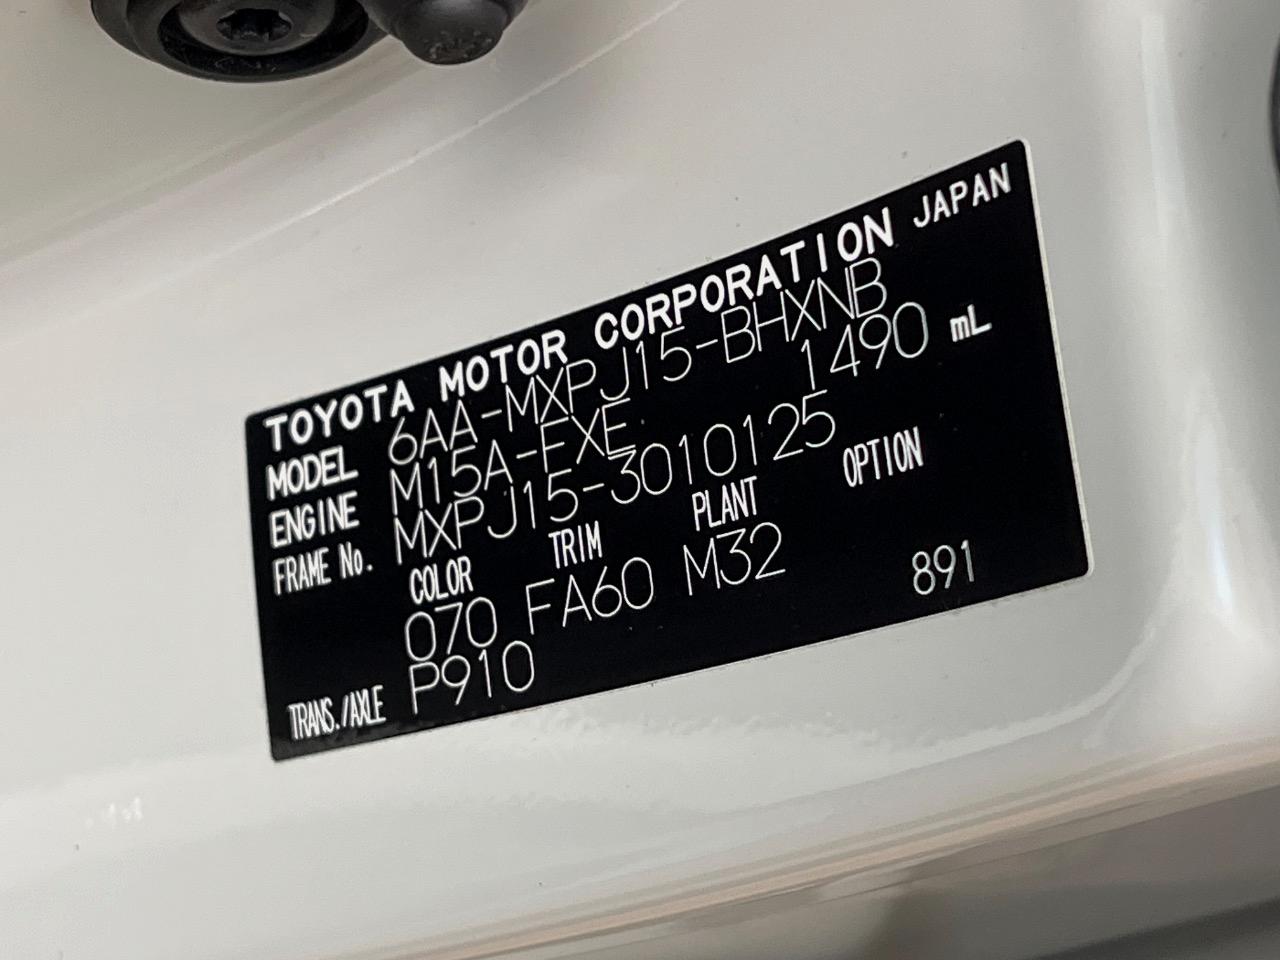 TOYOTA MOTOR CORPORATION JAPAN
MODEL 6AA-MXPJ15-BHXNB
ENGINE M15A-FXE 1490 mL
FRAME No. MXPJ15-3010125
COLOR TRIM PLANT OPTION
070 FA60 M32 891
TRANS./AXLE P910